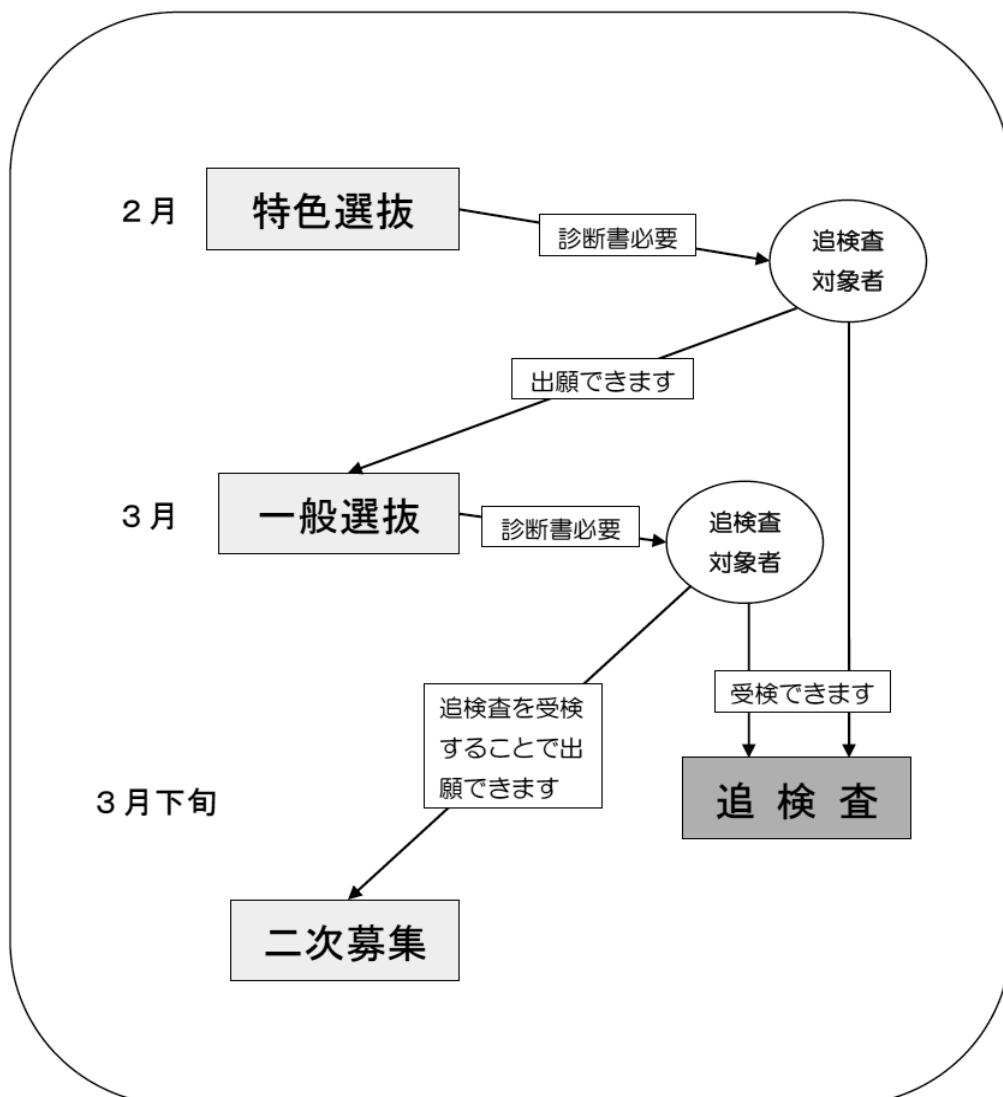 2月
特色選抜
診断書必要
追検査
対象者
出願できます
3月
一般選抜
診断書必要
追検査
対象者
受検できます
追検査を受検
することで出
願できます
3月下旬
追 検 査
二次募集